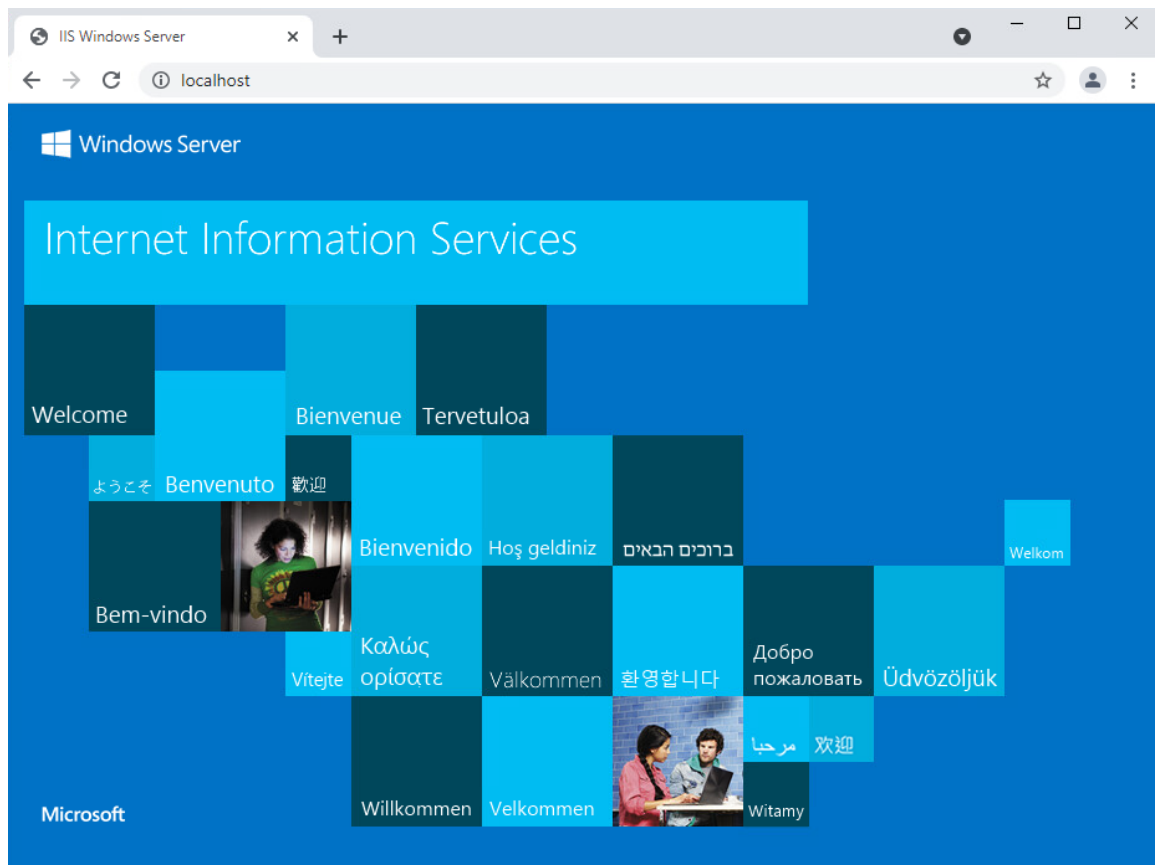 IIS Windows Server
localhost
Windows Server
Internet Information Services
Welcome
Bienvenue
Tervetuloa
ようこそ
Benvenuto
歡迎
Bienvenido
Hoş geldiniz
ברוכים הבאים
Welkom
Bem-vindo
Vítejte
Καλώς
ορίσατε
Välkommen
환영합니다
Добро
пожаловать
Üdvözöljük
مرحبا
欢迎
Willkommen
Velkommen
Witamy
Microsoft